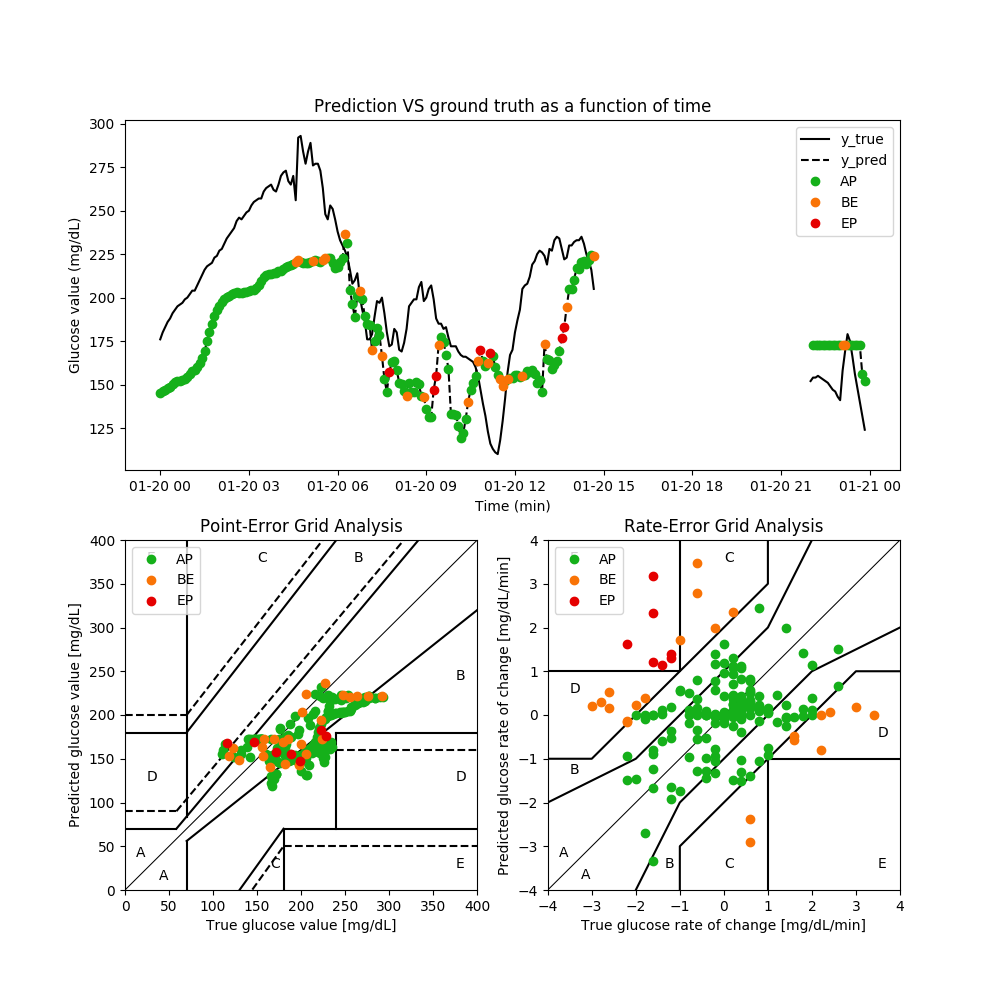 Prediction VS ground truth as a function of time
Glucose value (mg/dL)
300
275
250
225
200
175
150
125
y_true
y_pred
AP
BE
EP
01-20 00 01-20 03 01-20 06 01-20 09 01-20 12 01-20 15 01-20 18 01-20 21 01-21 00
Time (min)
Point-Error Grid Analysis
Predicted glucose value [mg/dL]
400
350
300
250
200
150
100
50
0
AP
BE
EP
C B
B
D D
A
A
C E
0 50 100 150 200 250 300 350 400
True glucose value [mg/dL]
Rate-Error Grid Analysis
Predicted glucose rate of change [mg/dL/min]
4
3
2
1
0
−1
−2
−3
−4
AP
BE
EP
C
D
D
B
A
A
B C E
−4 −3 −2 −1 0 1 2 3 4
True glucose rate of change [mg/dL/min]